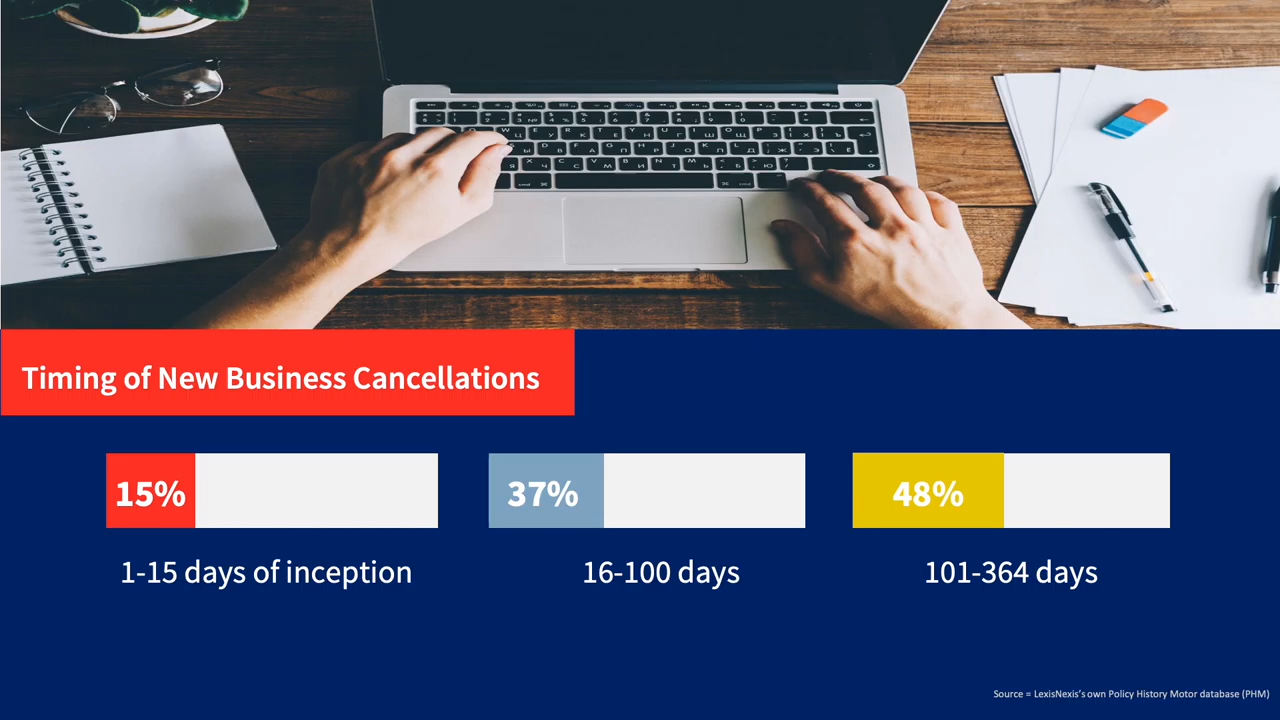 Timing of New Business Cancellations
15%
37%
48%
1-15 days of inception
16-100 days
101-364 days
Source = LexisNexis's own Policy History Motor database (PHM)